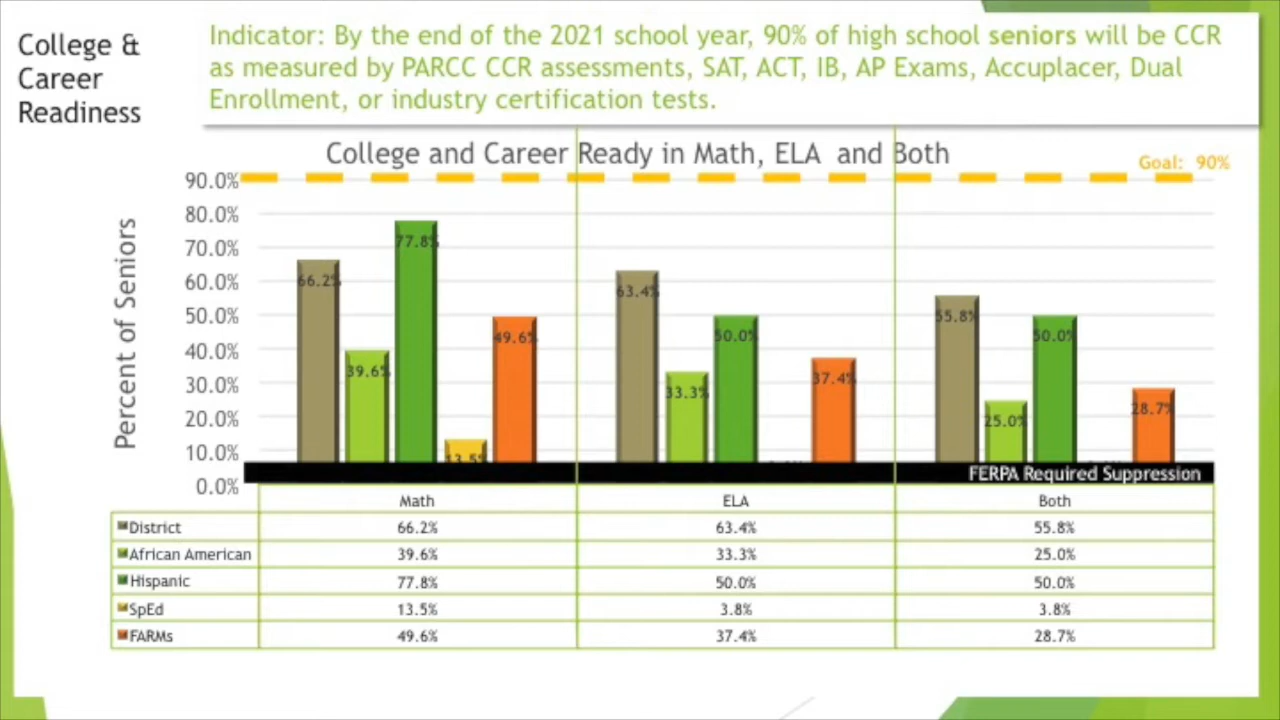 College &
Career
Readiness
Indicator: By the end of the 2021 school year, 90% of high school seniors will be CCR
as measured by PARCC CCR assessments, SAT, ACT, IB, AP Exams, Accuplacer, Dual
Enrollment, or industry certification tests.
College and Career Ready in Math, ELA and Both
Goal: 90%
Percent of Seniors
90.0%
80.0%
70.0%
60.0%
50.0%
40.0%
30.0%
20.0%
10.0%
0.0%
66.2%
39.6%
77.8%
13.5%
49.6%
63.4%
33.3%
50.0%
37.4%
55.8%
25.0%
50.0%
28.7%
FERPA Required Suppression
Math ELA Both
District 66.2% 63.4% 55.8%
African American 39.6% 33.3% 25.0%
Hispanic 77.8% 50.0% 50.0%
SpEd 13.5% 3.8% 3.8%
FARMs 49.6% 37.4% 28.7%